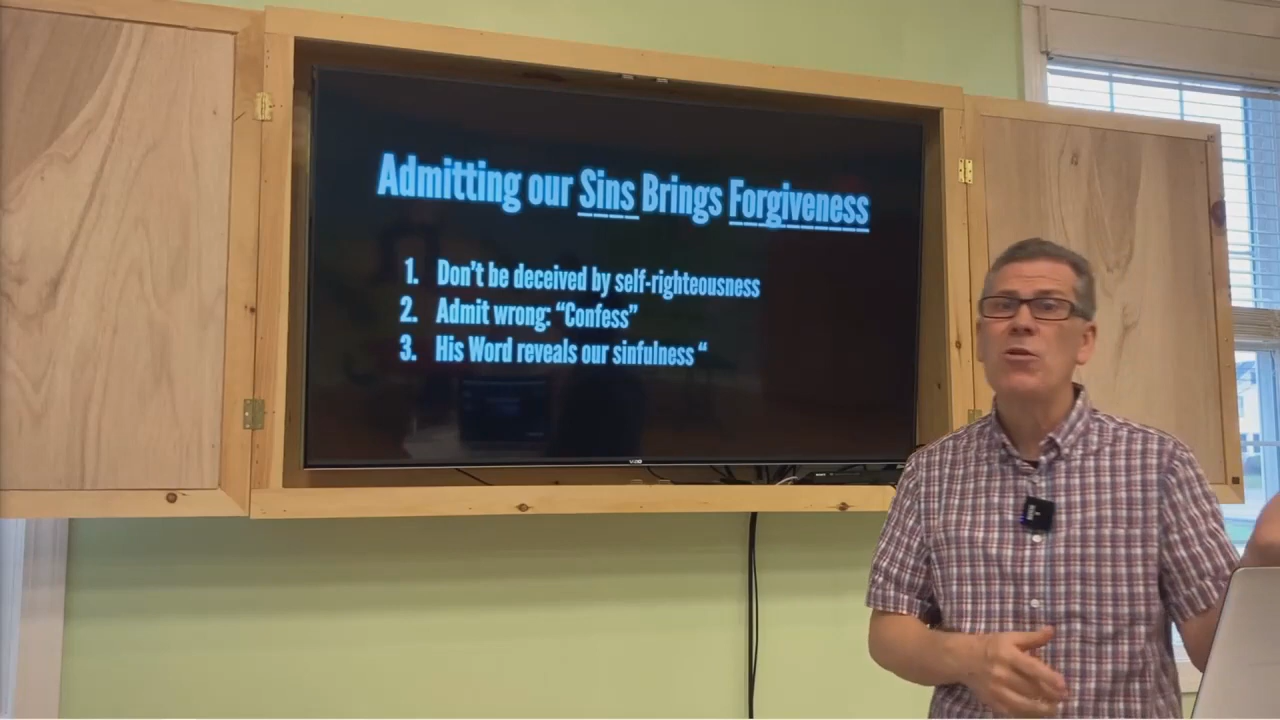 Admitting our Sins Brings Forgiveness
1. Don't be deceived by self-righteousness
2. Admit wrong: “Confess”
3. His Word reveals our sinfulness “
VIZIO